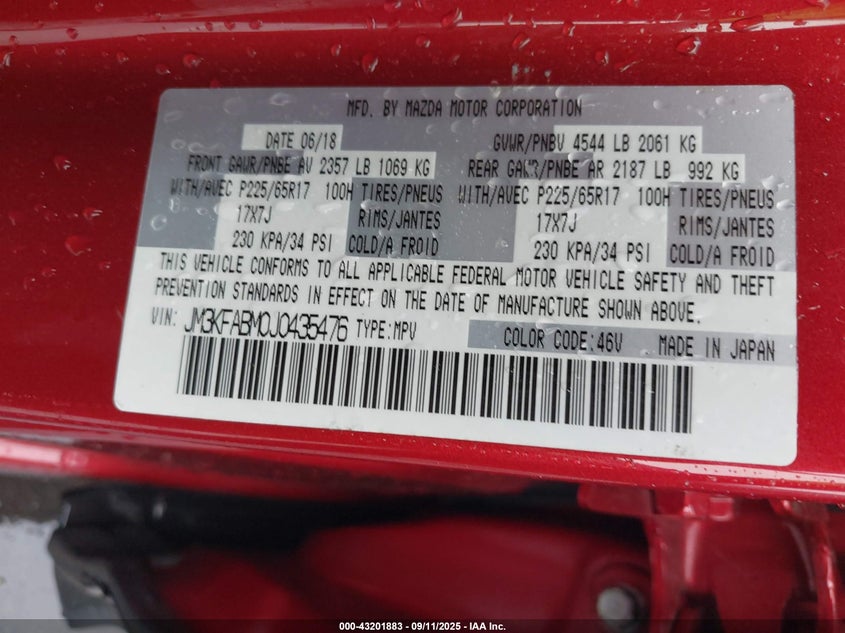 MFD. BY MAZDA MOTOR CORPORATION
DATE 06/18 GVWR/PNBV 4544 LB 2061 KG
FRONT GAWR/PNBE AV 2357 LB 1069 KG REAR GAWR/PNBE AR 2187 LB 992 KG
WITH/AVEC P225/65R17 100H TIRES/PNEUS WITH/AVEC P225/65R17 100H TIRES/PNEUS
17X7J RIMS/JANTES 17X7J RIMS/JANTES
230 KPA/34 PSI COLD/A FROID 230 KPA/34 PSI COLD/A FROID
THIS VEHICLE CONFORMS TO ALL APPLICABLE FEDERAL MOTOR VEHICLE SAFETY AND THEFT
PREVENTION STANDARDS IN EFFECT ON THE DATE OF MANUFACTURE SHOWN ABOVE.
VIN: JM3KFABM0J0435476 TYPE:MPV COLOR CODE:46V MADE IN JAPAN
000-43201883 - 09/11/2025 - IAA Inc.